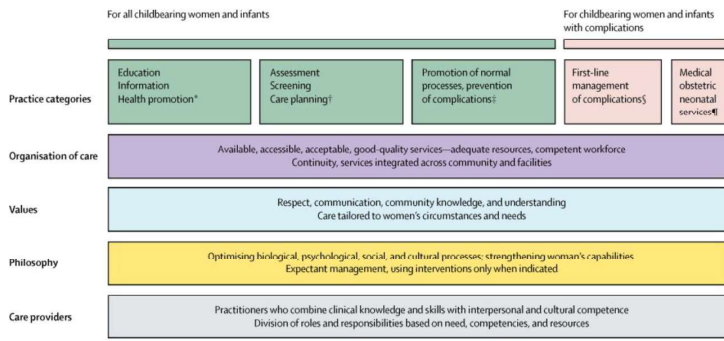 For all childbearing women and infants
For childbearing women and infants
with complications
Practice categories
Education
Information
Health promotion*
Assessment
Screening
Care planning†
Promotion of normal
processes, prevention
of complications‡
First-line
management
of complications§
Medical
obstetric
neonatal
services¶
Organisation of care
Available, accessible, acceptable, good-quality services—adequate resources, competent workforce
Continuity, services integrated across community and facilities
Values
Respect, communication, community knowledge, and understanding
Care tailored to women's circumstances and needs
Philosophy
Optimising biological, psychological, social, and cultural processes; strengthening woman's capabilities
Expectant management, using interventions only when indicated
Care providers
Practitioners who combine clinical knowledge and skills with interpersonal and cultural competence
Division of roles and responsibilities based on need, competencies, and resources